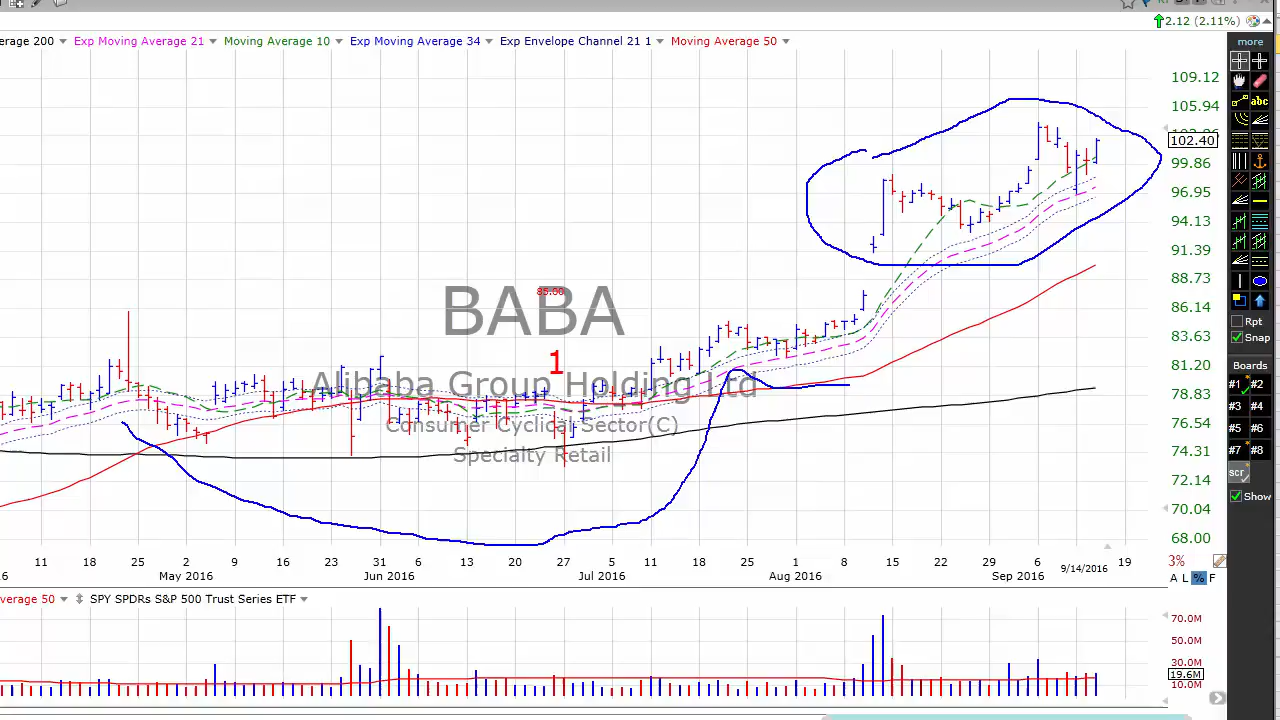 2.12 (2.11%)
erage 200 Exp Moving Average 21 Moving Average 10 Exp Moving Average 34 Exp Envelope Channel 21 1 Moving Average 50
more
109.12
abc
105.94
102.40
99.86
96.95
94.13
91.39
88.73
BABA
85.00
86.14
Rpt
83.63
Snap
1
81.20
Boards
Alibaba Group Holding Ltd
#1 #2
78.83
#3 #4
Consumer Cyclical Sector(C)
76.54
#5 #6
Specialty Retail
74.31
#7 #8
scr
72.14
Show
70.04
68.00
11 18 25 2 9 16 23 31 6 13 20 27 5 11 18 25 1 8 15 22 29 6 19
3%
6 May 2016 Jun 2016 Jul 2016 Aug 2016 Sep 2016 9/14/2016
A L % F
verage 50 SPY SPDRs S&P 500 Trust Series ETF
70.0M
50.0M
30.0M
19.6M
10.0M